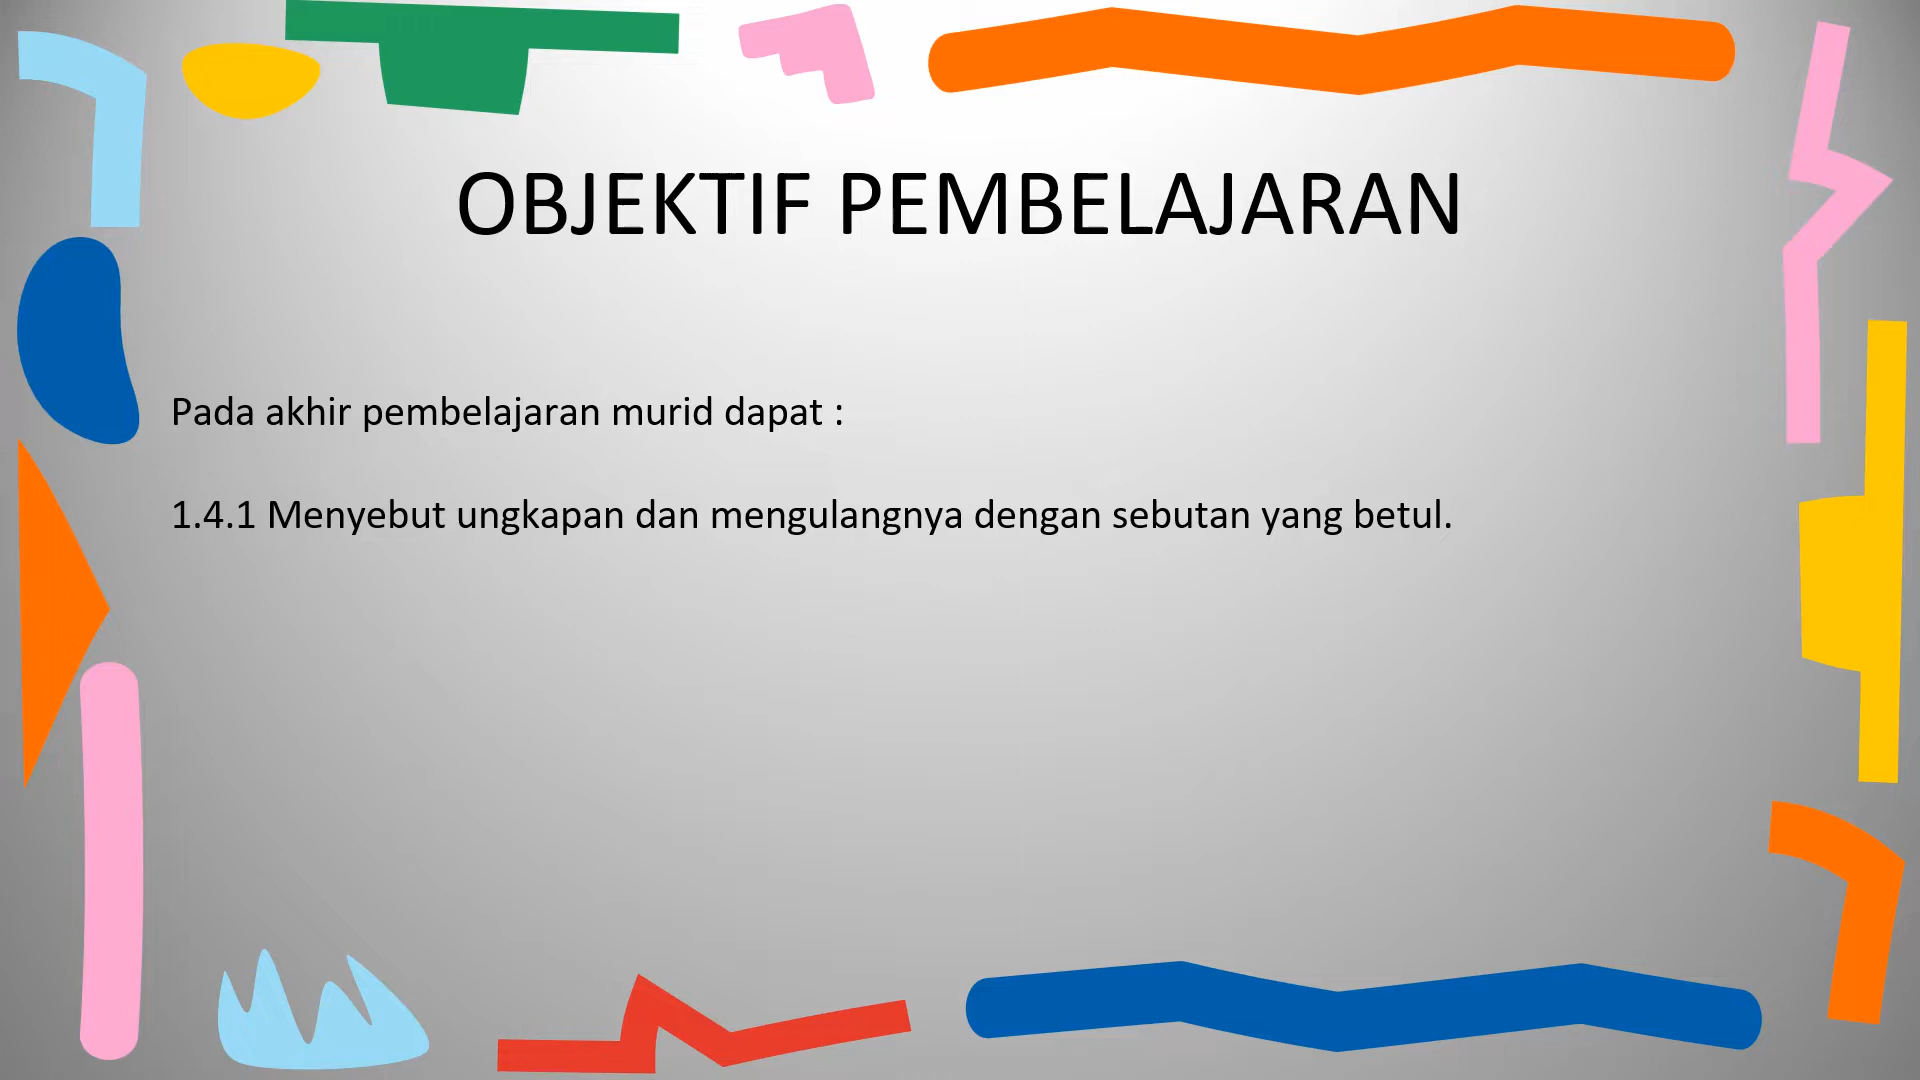 OBJEKTIF PEMBELAJARAN
Pada akhir pembelajaran murid dapat :
1.4.1 Menyebut ungkapan dan mengulangnya dengan sebutan yang betul.